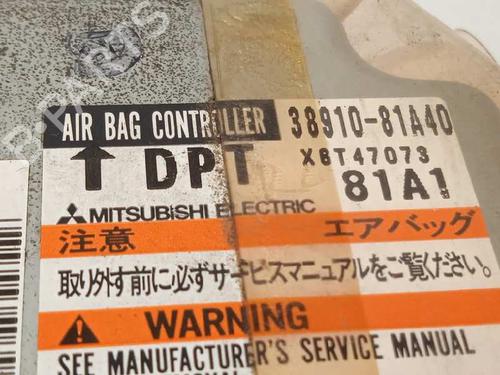 AIR BAG CONTROLLER 38910-81A40
DPT X6T47073
81A1
MITSUBISHI ELECTRIC
注意 エアバッグ
取り外す前に必ずサービスマニュアルをご覧ください。
WARNING
SEE MANUFACTURER'S SERVICE MANUAL